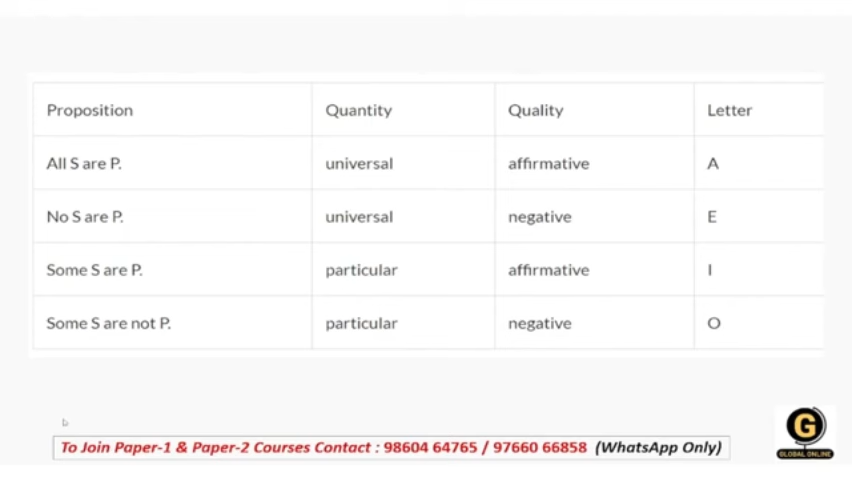 Proposition Quantity Quality Letter
All S are P. universal affirmative A
No S are P. universal negative E
Some S are P. particular affirmative I
Some S are not P. particular negative O
To Join Paper-1 & Paper-2 Courses Contact : 98604 64765 / 97660 66858 (WhatsApp Only)
G
GLOBAL ONLINE